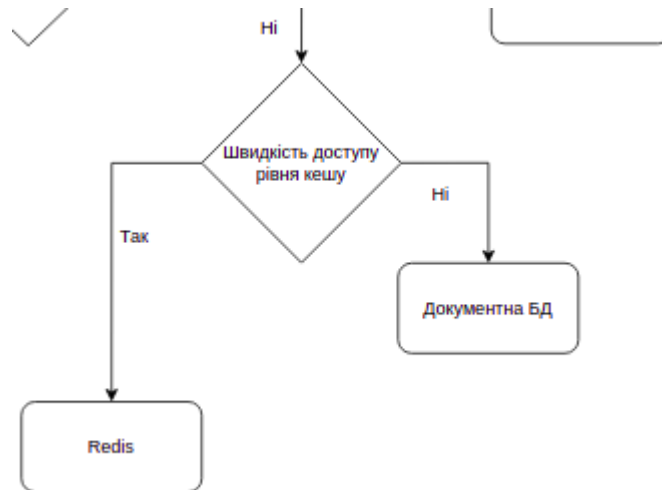 Ні
Швидкість доступу
рівня кешу
Ні
Так
Документна БД
Redis